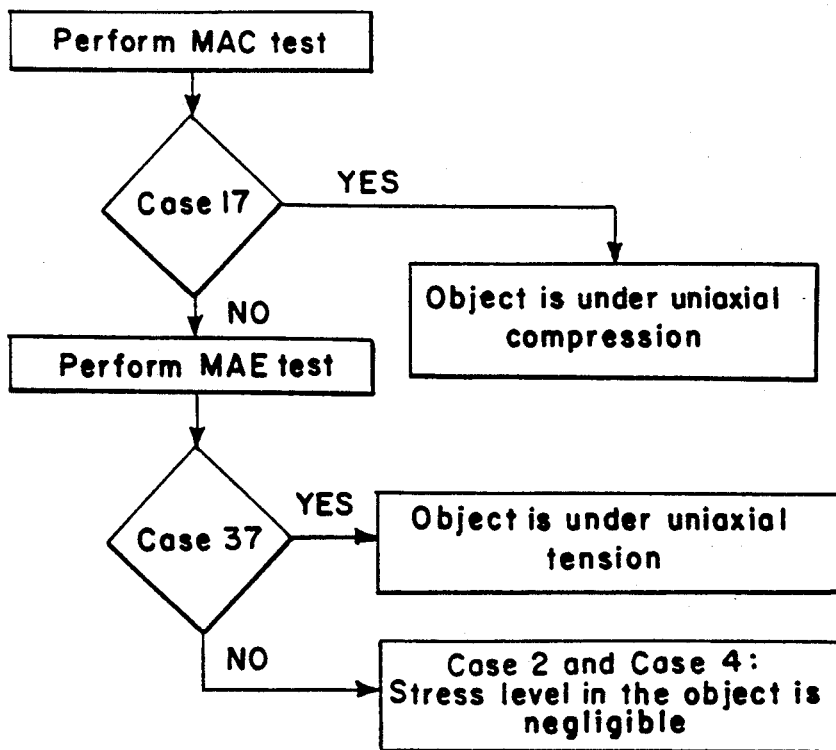 Perform MAC test
Case 17
YES
Object is under uniaxial
compression
NO
Perform MAE test
Case 37
YES
Object is under uniaxial
tension
NO
Case 2 and Case 4:
Stress level in the object is
negligible